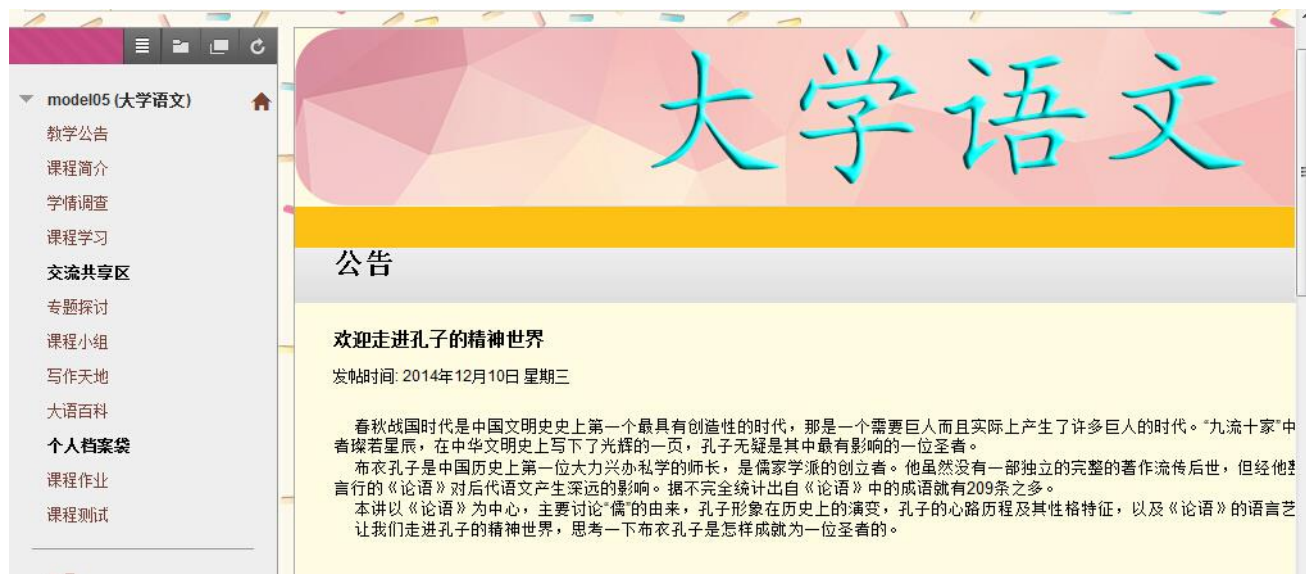 大学语文
model05 (大学语文)
教学公告
课程简介
学情调查
课程学习
交流共享区
专题探讨
课程小组
写作天地
大语百科
个人档案袋
课程作业
课程测试
公告
欢迎走进孔子的精神世界
发帖时间: 2014年12月10日 星期三
春秋战国时代是中国文明史史上第一个最具有创造性的时代，那是一个需要巨人而且实际上产生了许多巨人的时代。“九流十家”中
者璨若星辰，在中华文明史上写下了光辉的一页，孔子无疑是其中最有影响的一位圣者。
布衣孔子是中国历史上第一位大力兴办私学的师长，是儒家学派的创立者。他虽然没有一部独立的完整的著作流传后世，但经他
言行的《论语》对后代语文产生深远的影响。据不完全统计出自《论语》中的成语就有209条之多。
本讲以《论语》为中心，主要讨论“儒”的由来，孔子形象在历史上的演变，孔子的心路历程及其性格特征，以及《论语》的语言艺
让我们走进孔子的精神世界，思考一下布衣孔子是怎样成就为一位圣者的。